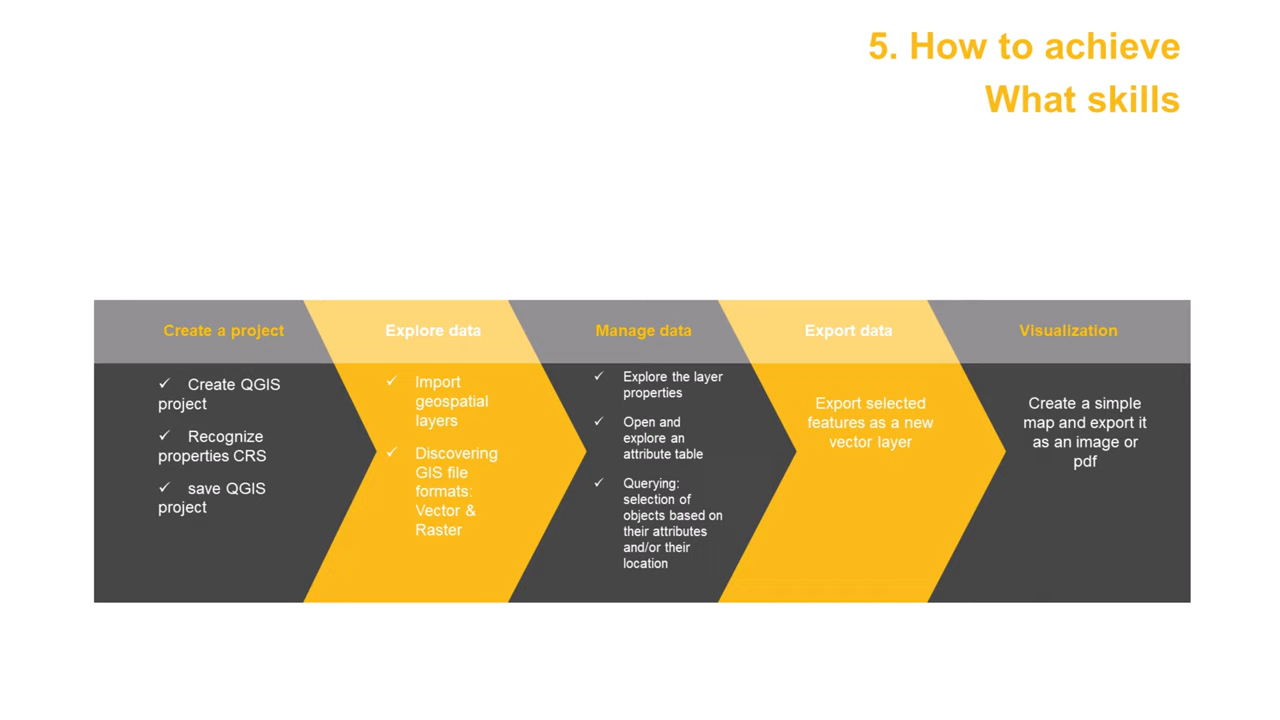 5. How to achieve
What skills
Create a project
✓ Create QGIS
project
✓ Recognize
properties CRS
✓ save QGIS
project
Explore data
✓ Import
geospatial
layers
✓ Discovering
GIS file
formats:
Vector &
Raster
Manage data
✓ Explore the layer
properties
✓ Open and
explore an
attribute table
✓ Querying:
selection of
objects based on
their attributes
and/or their
location
Export data
Export selected
features as a new
vector layer
Visualization
Create a simple
map and export it
as an image or
pdf